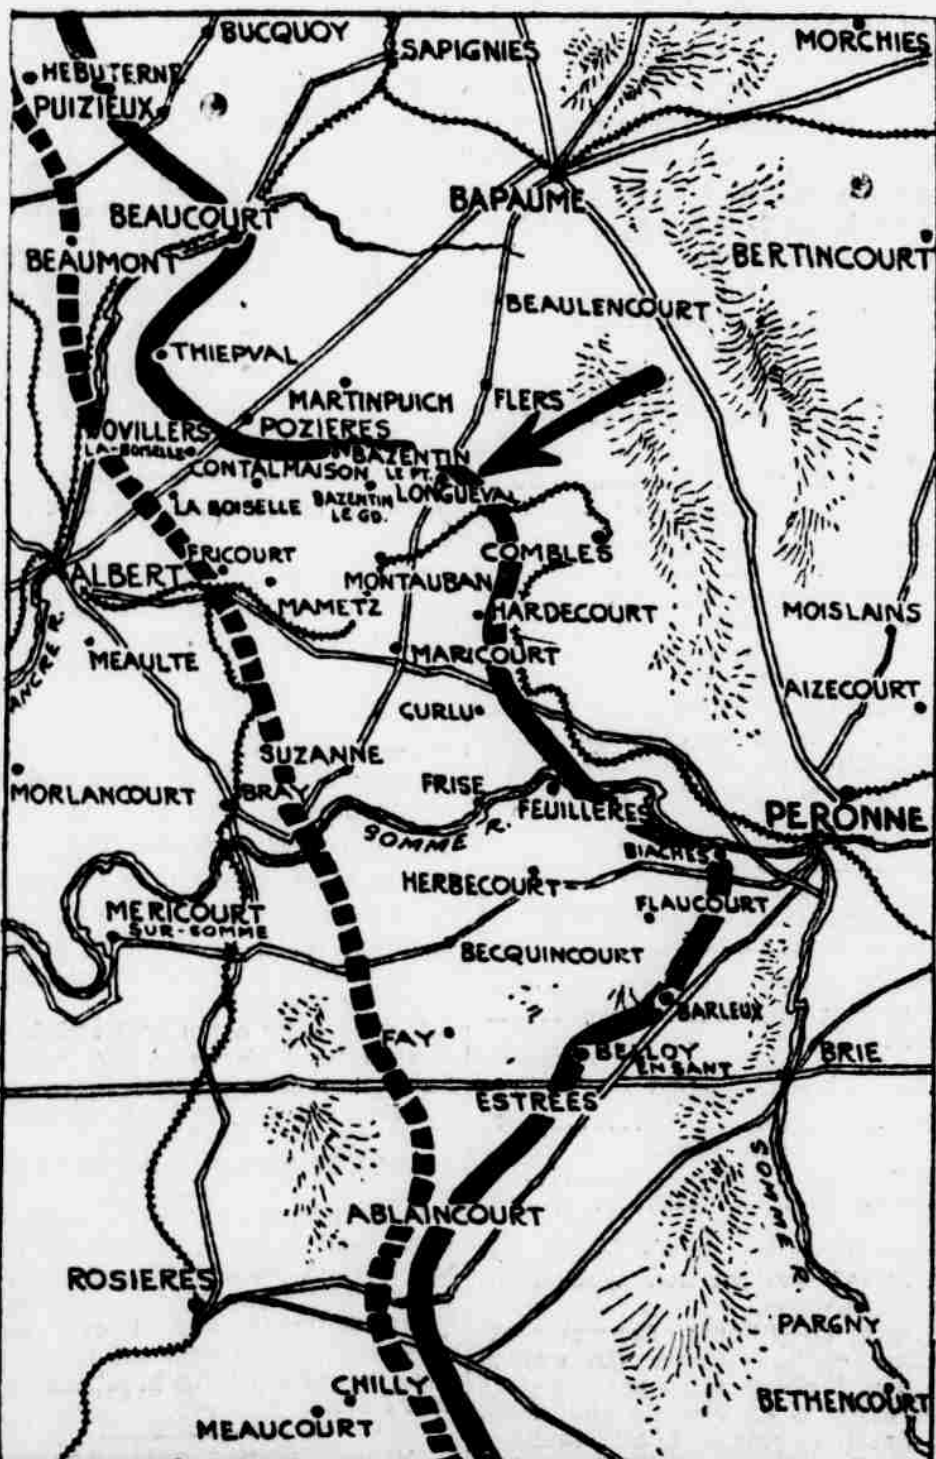 BUCQUOY
SAPIGNIES
MORCHIES
HEBUTERNE
PUIZIEUX
BEAUCOURT
BAPAUME
BEAUMONT
BERTINCOURT
BEAULENCOURT
THIEPVAL
MARTINPUICH
FLERS
OVILLERS
LA-BOISELLE
POZIERES
BAZENTIN
LE PT.
CONTALMAISON
LA BOISELLE
BAZENTIN
LE GD.
LONGUEVAL
FRICOURT
COMBLES
ALBERT
MONTAUBAN
MAMETZ
HARDECOURT
MOISLAINS
ANCRE R.
MEAULTE
MARICOURT
AIZECOURT
CURLU
SUZANNE
MORLANCOURT
BRAY
FRISE
FEUILLERES
PERONNE
SOMME R.
BIACHES
HERBECOURT
FLAUCOURT
MERICOURT
SUR-SOMME
BECQUINCOURT
?
BARLEUX
FAY
BELLOY
EN SANT
BRIE
ESTREES
SOMME R.
ABLAINCOURT
ROSIERES
PARGNY
CHILLY
BETHENCOURT
MEAUCOURT